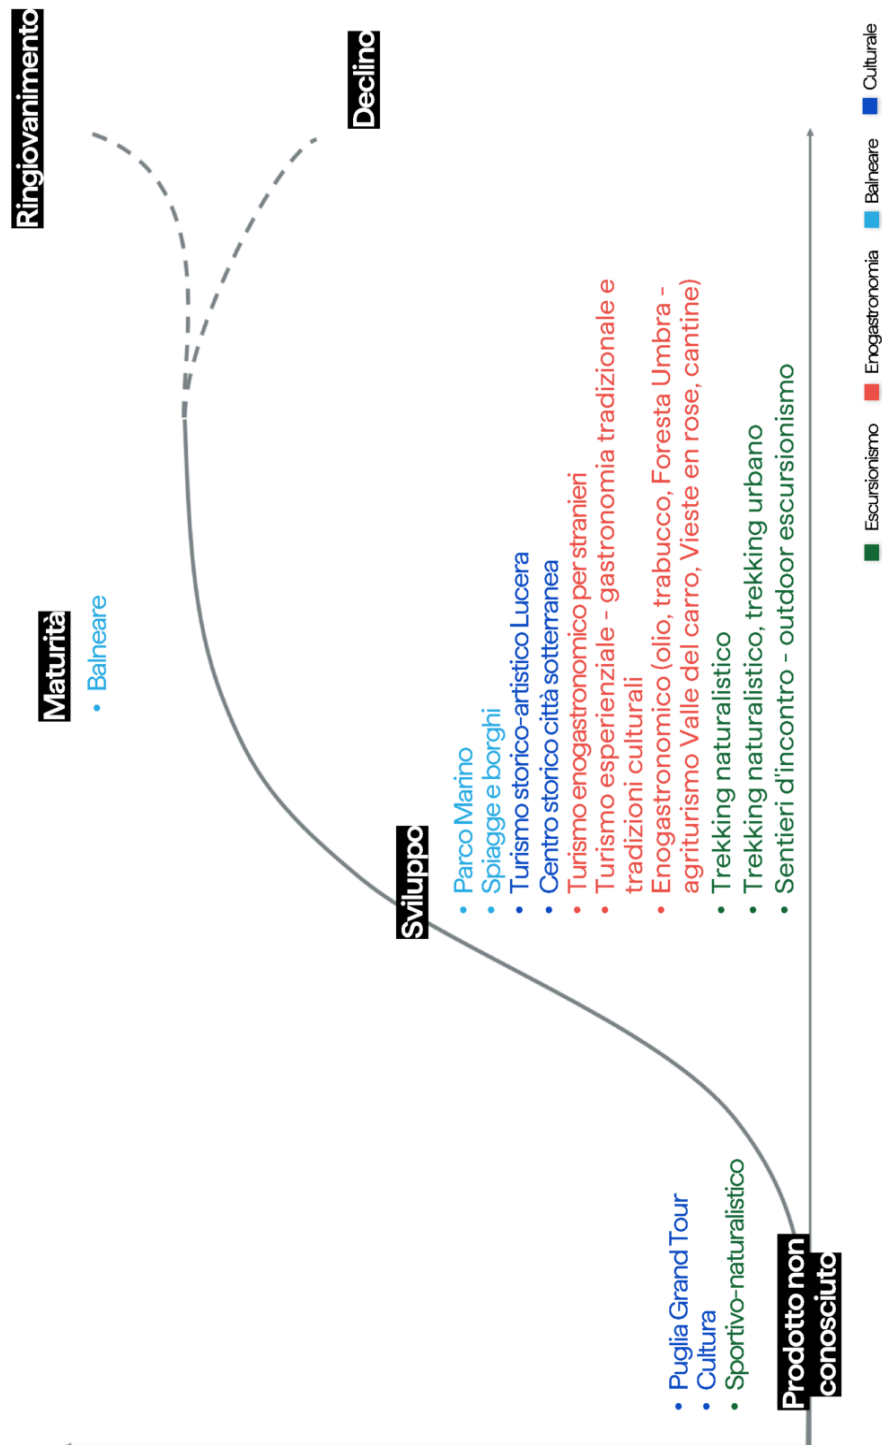 Ringiovanimento
Declino
Maturità
• Balneare
Sviluppo
• Parco Marino
• Spiagge e borghi
• Turismo storico-artistico Lucera
• Centro storico città sotterranea
• Turismo enogastronomico per stranieri
• Turismo esperienziale - gastronomia tradizionale e
tradizioni culturali
• Enogastronomico (olio, trabucco, Foresta Umbra -
agriturismo Valle del carro, Vieste en rose, cantine)
• Trekking naturalistico
• Trekking naturalistico, trekking urbano
• Sentieri d'incontro - outdoor escursionismo
• Puglia Grand Tour
• Cultura
• Sportivo-naturalistico
Prodotto non
conosciuto
Escursionismo
Enogastronomia
Balneare
Culturale